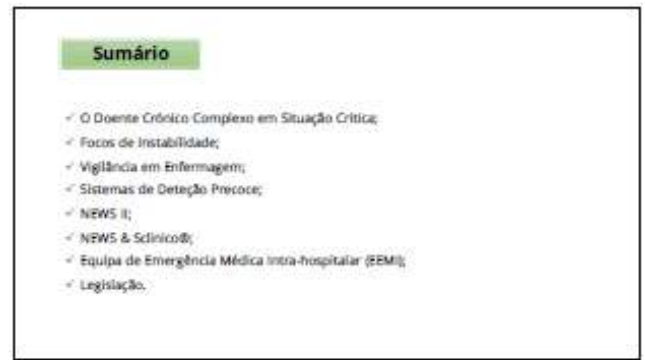 Sumário
✓ O Doente Crónico Complexo em Situação Crítica;
✓ Focos de Instabilidade;
✓ Vigilância em Enfermagem;
✓ Sistemas de Deteção Precoce;
✓ NEWS II;
✓ NEWS & Sclinico®;
✓ Equipa de Emergência Médica Intra-hospitalar (EEMI);
✓ Legislação.